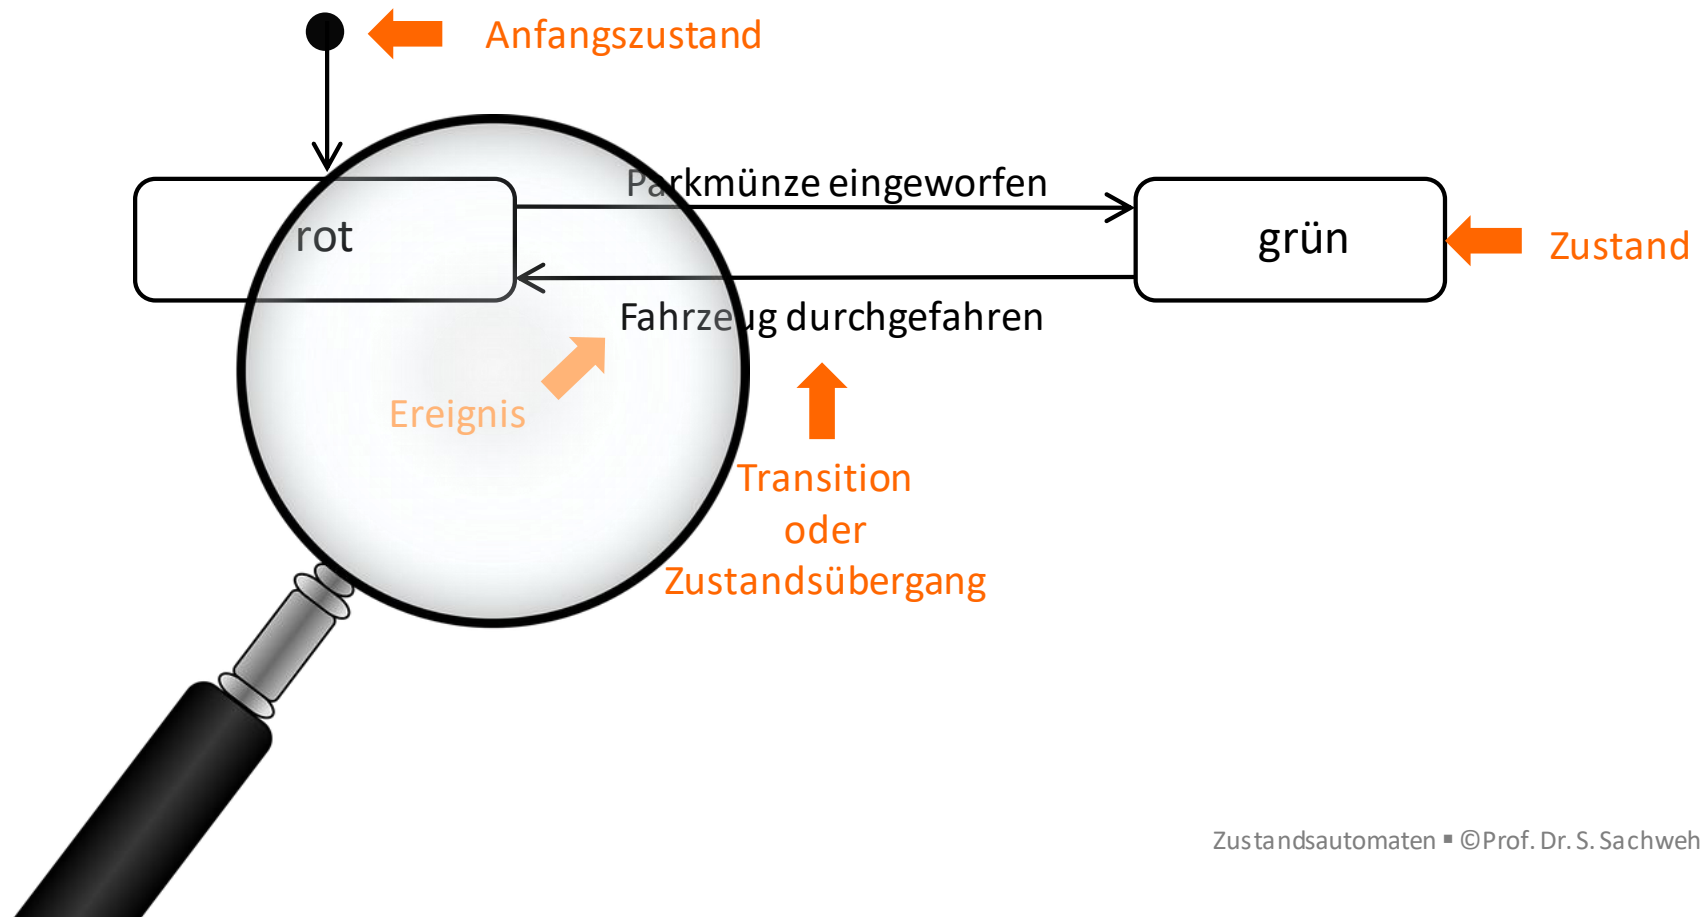 Anfangszustand
Parkmünze eingeworfen
rot
grün
Zustand
Fahrzeug durchgefahren
Ereignis
Transition
oder
Zustandsübergang
Zustandsautomaten ▪ ©Prof. Dr. S. Sachweh